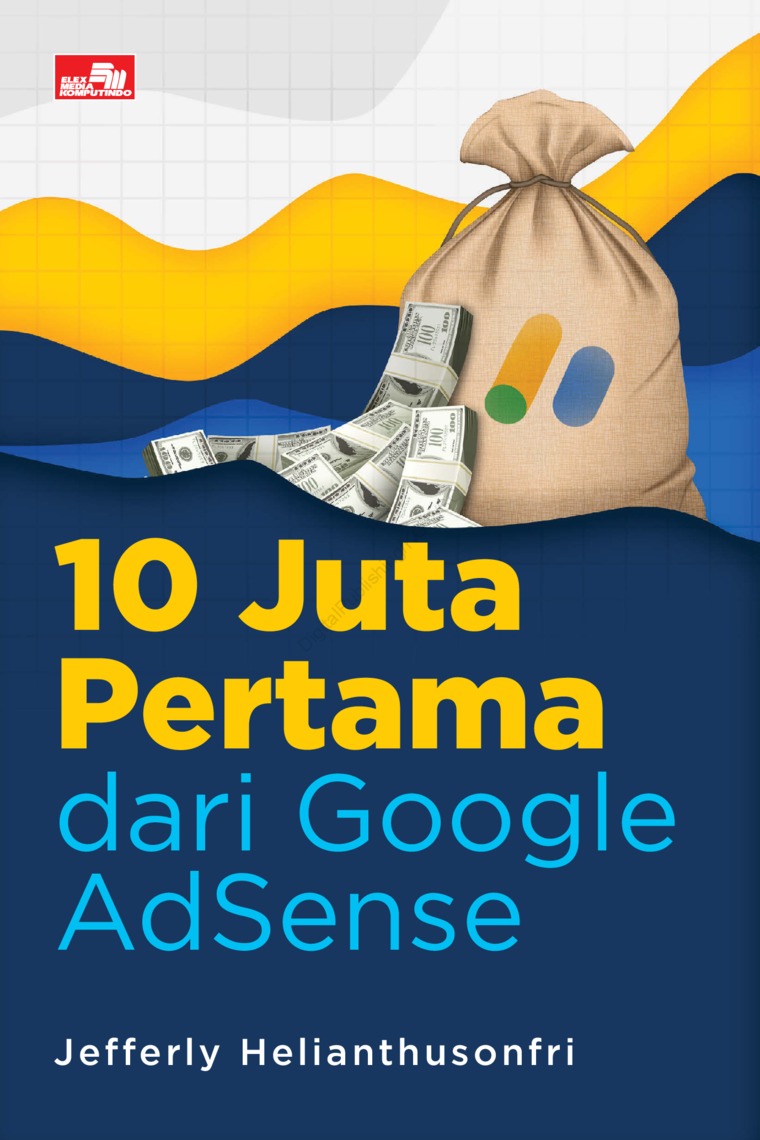 ELEX
MEDIA
KOMPUTINDO
10 Juta
Pertama
dari Google
AdSense
Jefferly Helianthusonfri